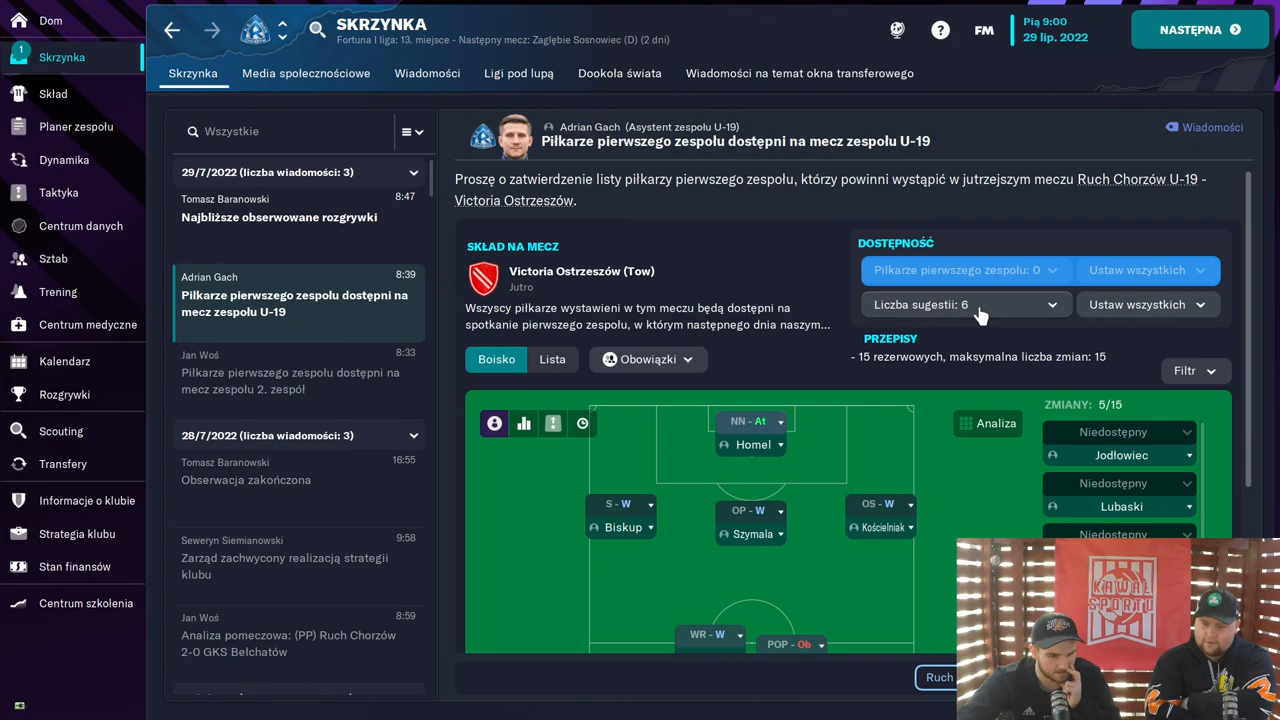 Dom
SKRZYNKA
Fortuna I liga: 13. miejsce - Następny mecz: Zagłębie Sosnowiec (D) (2 dni)
FM
Pią 9:00
29 lip. 2022
NASTĘPNA
1
Skrzynka
Skład
Planer zespołu
Dynamika
Taktyka
Centrum danych
Sztab
Trening
Centrum medyczne
Kalendarz
Rozgrywki
Scouting
Transfery
Informacje o klubie
Strategia klubu
Stan finansów
Centrum szkolenia
Skrzynka
Media społecznościowe
Wiadomości
Ligi pod lupą
Dookoła świata
Wiadomości na temat okna transferowego
Wszystkie
29/7/2022 (liczba wiadomości: 3)
Tomasz Baranowski 8:47
Najbliższe obserwowane rozgrywki
Adrian Gach 8:39
Piłkarze pierwszego zespołu dostępni na
mecz zespołu U-19
Jan Woś 8:33
Piłkarze pierwszego zespołu dostępni na
mecz zespołu 2. zespół
28/7/2022 (liczba wiadomości: 3)
Tomasz Baranowski 16:55
Obserwacja zakończona
Seweryn Siemianowski 9:58
Zarząd zachwycony realizacją strategii
klubu
Jan Woś 8:59
Analiza pomeczowa: (PP) Ruch Chorzów
2-0 GKS Bełchatów
Adrian Gach (Asystent zespołu U-19)
Wiadomości
Piłkarze pierwszego zespołu dostępni na mecz zespołu U-19
Proszę o zatwierdzenie listy piłkarzy pierwszego zespołu, którzy powinni wystąpić w jutrzejszym meczu Ruch Chorzów U-19 -
Victoria Ostrzeszów.
SKŁAD NA MECZ
Victoria Ostrzeszów (Tow)
Jutro
Wszyscy piłkarze wystawieni w tym meczu będą dostępni na
spotkanie pierwszego zespołu, w którym następnego dnia naszym...
DOSTĘPNOŚĆ
Piłkarze pierwszego zespołu: 0
Ustaw wszystkich
Liczba sugestii: 6
Ustaw wszystkich
PRZEPISY
- 15 rezerwowych, maksymalna liczba zmian: 15
Boisko
Lista
Obowiązki
Filtr
NN - At
Homel
Analiza
ZMIANY: 5/15
Niedostępny
Jodłowiec
Niedostępny
Lubaski
Niedostępny
S - W
Biskup
OP - W
Szymala
OS - W
Kościelniak
WR - W
POP - Ob
Ruch
KAWAŁ
SPORTU